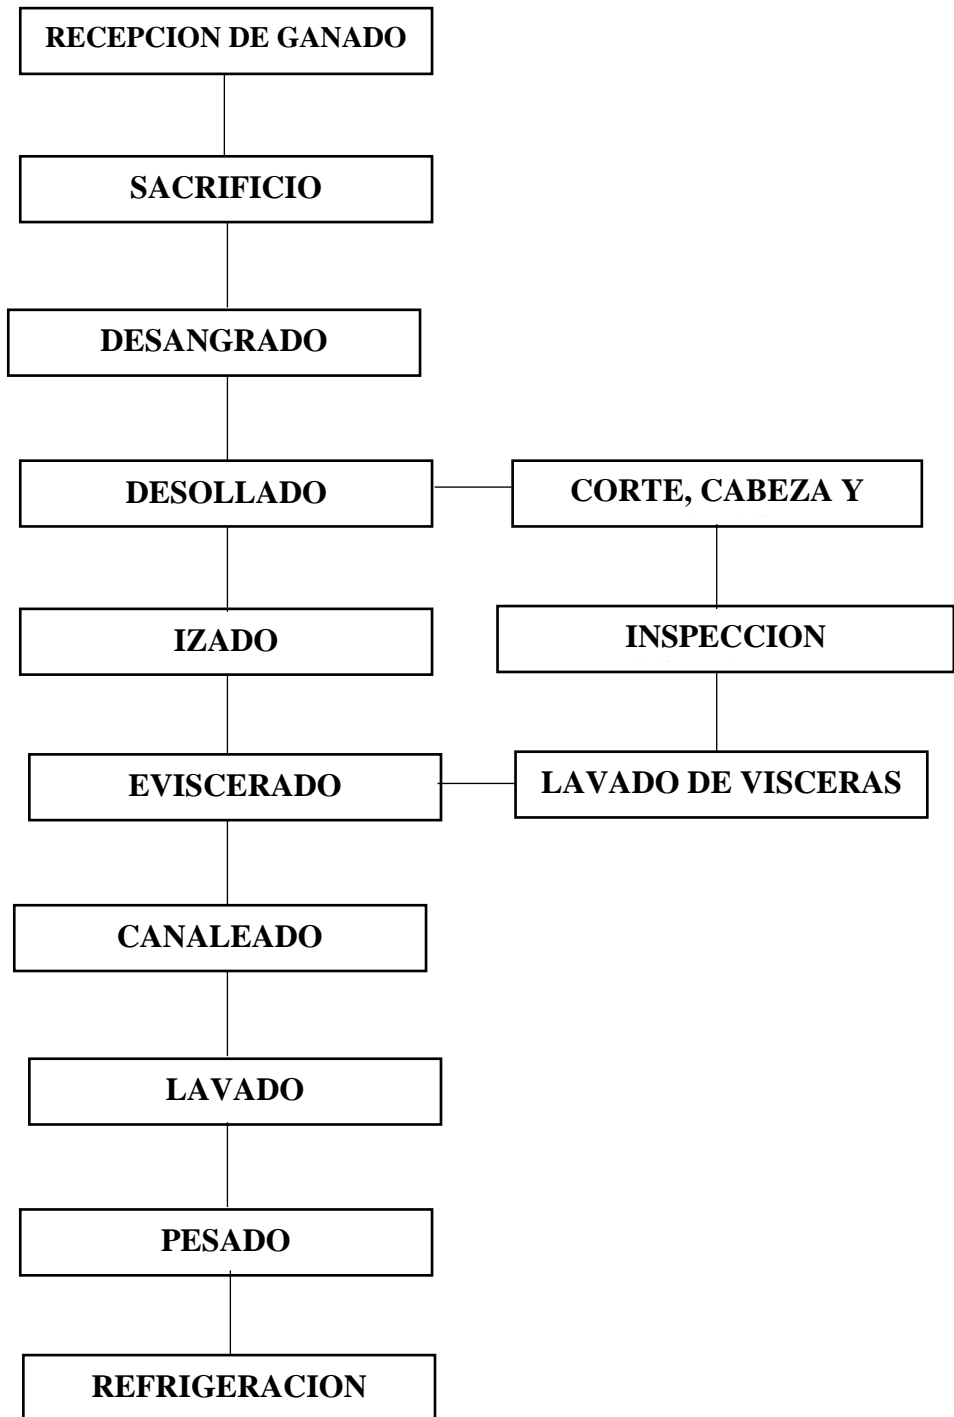 RECEPCION DE GANADO
SACRIFICIO
DESANGRADO
DESOLLADO
CORTE, CABEZA Y
IZADO
INSPECCION
EVISCERADO
LAVADO DE VISCERAS
CANALEADO
LAVADO
PESADO
REFRIGERACION